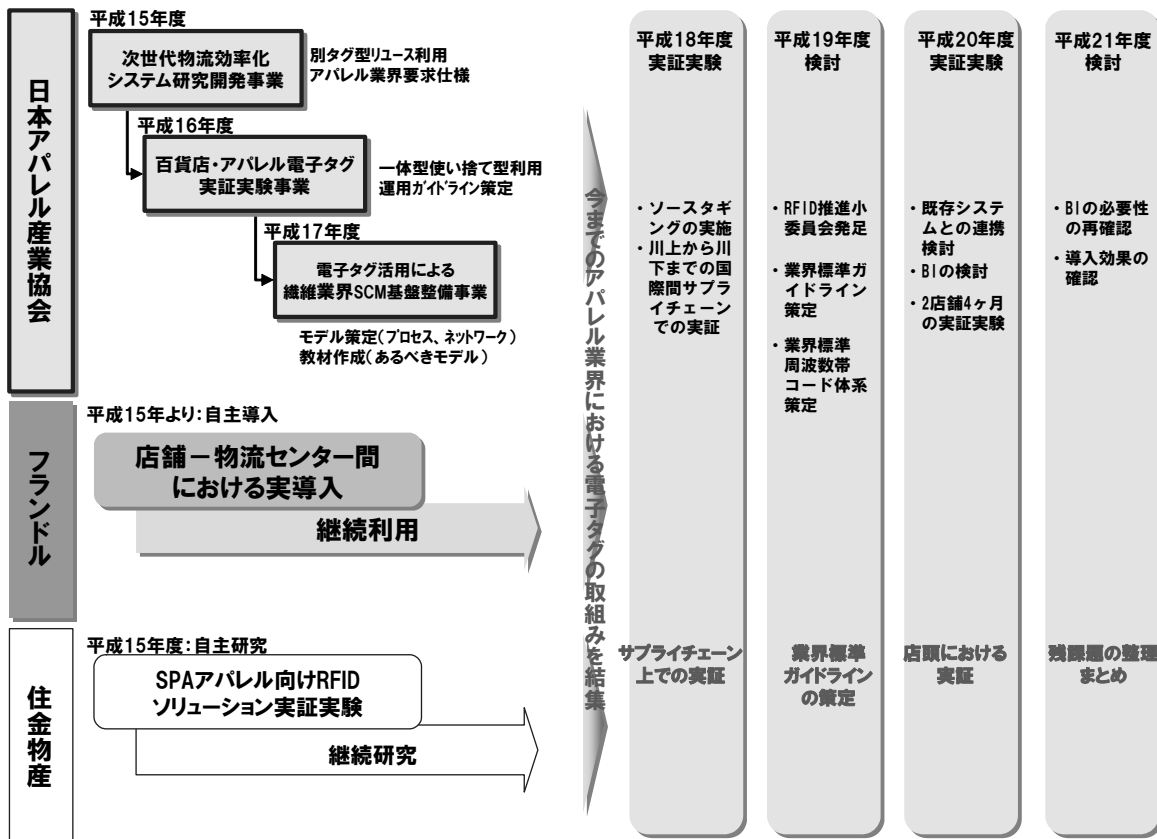 日本アパレル産業協会
平成15年度
次世代物流効率化
システム研究開発事業
別タグ型リユース利用
アパレル業界要求仕様
平成16年度
百貨店・アパレル電子タグ
実証実験事業
一体型使い捨て型利用
運用ガイドライン策定
平成17年度
電子タグ活用による
繊維業界SCM基盤整備事業
モデル策定(プロセス、ネットワーク)
教材作成(あるべきモデル)
フランドル
平成15年より:自主導入
店舗－物流センター間
における実導入
継続利用
住金物産
平成15年度:自主研究
SPAアパレル向けRFID
ソリューション実証実験
継続研究
今までのアパレル業界における電子タグの取組みを結集
平成18年度
実証実験
・ソースタギ
ングの実施
・川上から川
下までの国
際間サプラ
イチェーン
での実証
サプライチェーン
上での実証
平成19年度
検討
・RFID推進小
委員会発足
・業界標準ガ
イドライン
策定
・業界標準
周波数帯
コード体系
策定
業界標準
ガイドライン
の策定
平成20年度
実証実験
・既存システ
ムとの連携
検討
・BIの検討
・2店舗4ヶ月
の実証実験
店頭における
実証
平成21年度
検討
・BIの必要性
の再確認
・導入効果の
確認
残課題の整理
まとめ